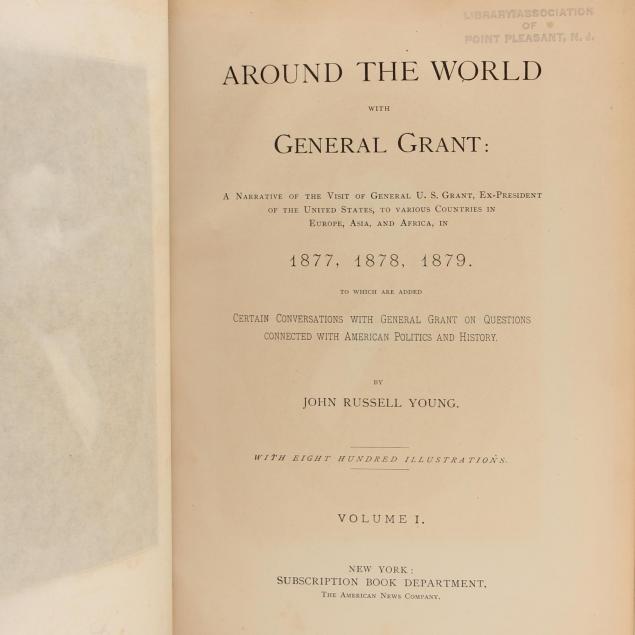 LIBRARY ASSOCIATION
OF
POINT PLEASANT, N. J.
AROUND THE WORLD
WITH
GENERAL GRANT:
A NARRATIVE OF THE VISIT OF GENERAL U. S. GRANT, EX-PRESIDENT
OF THE UNITED STATES, TO VARIOUS COUNTRIES IN
EUROPE, ASIA, AND AFRICA, IN
1877, 1878, 1879.
TO WHICH ARE ADDED
CERTAIN CONVERSATIONS WITH GENERAL GRANT ON QUESTIONS
CONNECTED WITH AMERICAN POLITICS AND HISTORY.
BY
JOHN RUSSELL YOUNG.
WITH EIGHT HUNDRED ILLUSTRATIONS.
VOLUME I.
NEW YORK:
SUBSCRIPTION BOOK DEPARTMENT,
THE AMERICAN NEWS COMPANY.